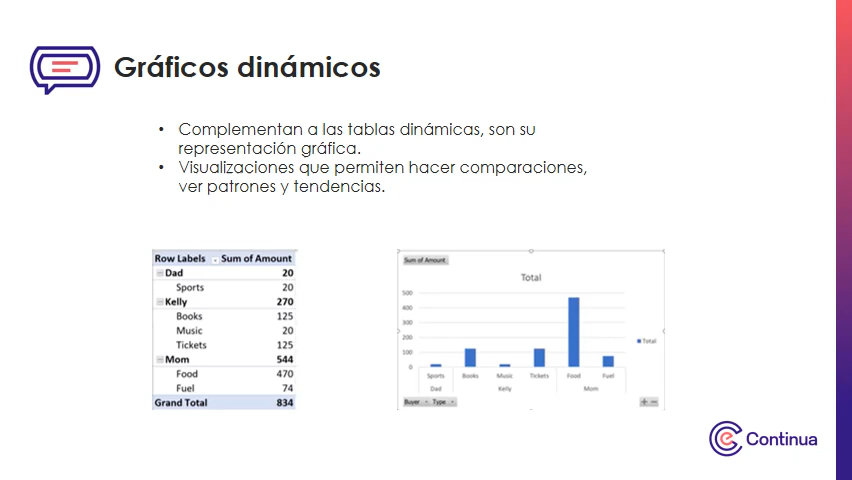 Gráficos dinámicos
• Complementan a las tablas dinámicas, son su
representación gráfica.
• Visualizaciones que permiten hacer comparaciones,
ver patrones y tendencias.
Row Labels Sum of Amount
Dad 20
Sports 20
Kelly 270
Books 125
Music 20
Tickets 125
Mom 544
Food 470
Fuel 74
Grand Total 834
Sum of Amount
Total
500
400
300
200
100
0
Sports Books Music Tickets Food Fuel
Dad Kelly Mom
Total
Buyer Type
Continua